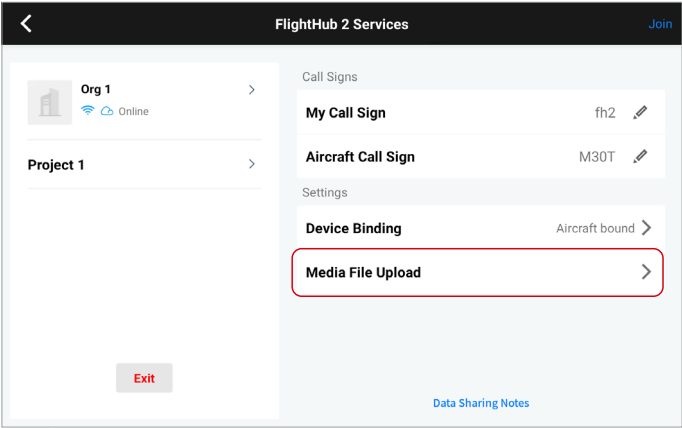 FlightHub 2 Services
Join
Org 1
Online
Project 1
Exit
Call Signs
My Call Sign fh2
Aircraft Call Sign M30T
Settings
Device Binding Aircraft bound
Media File Upload
Data Sharing Notes